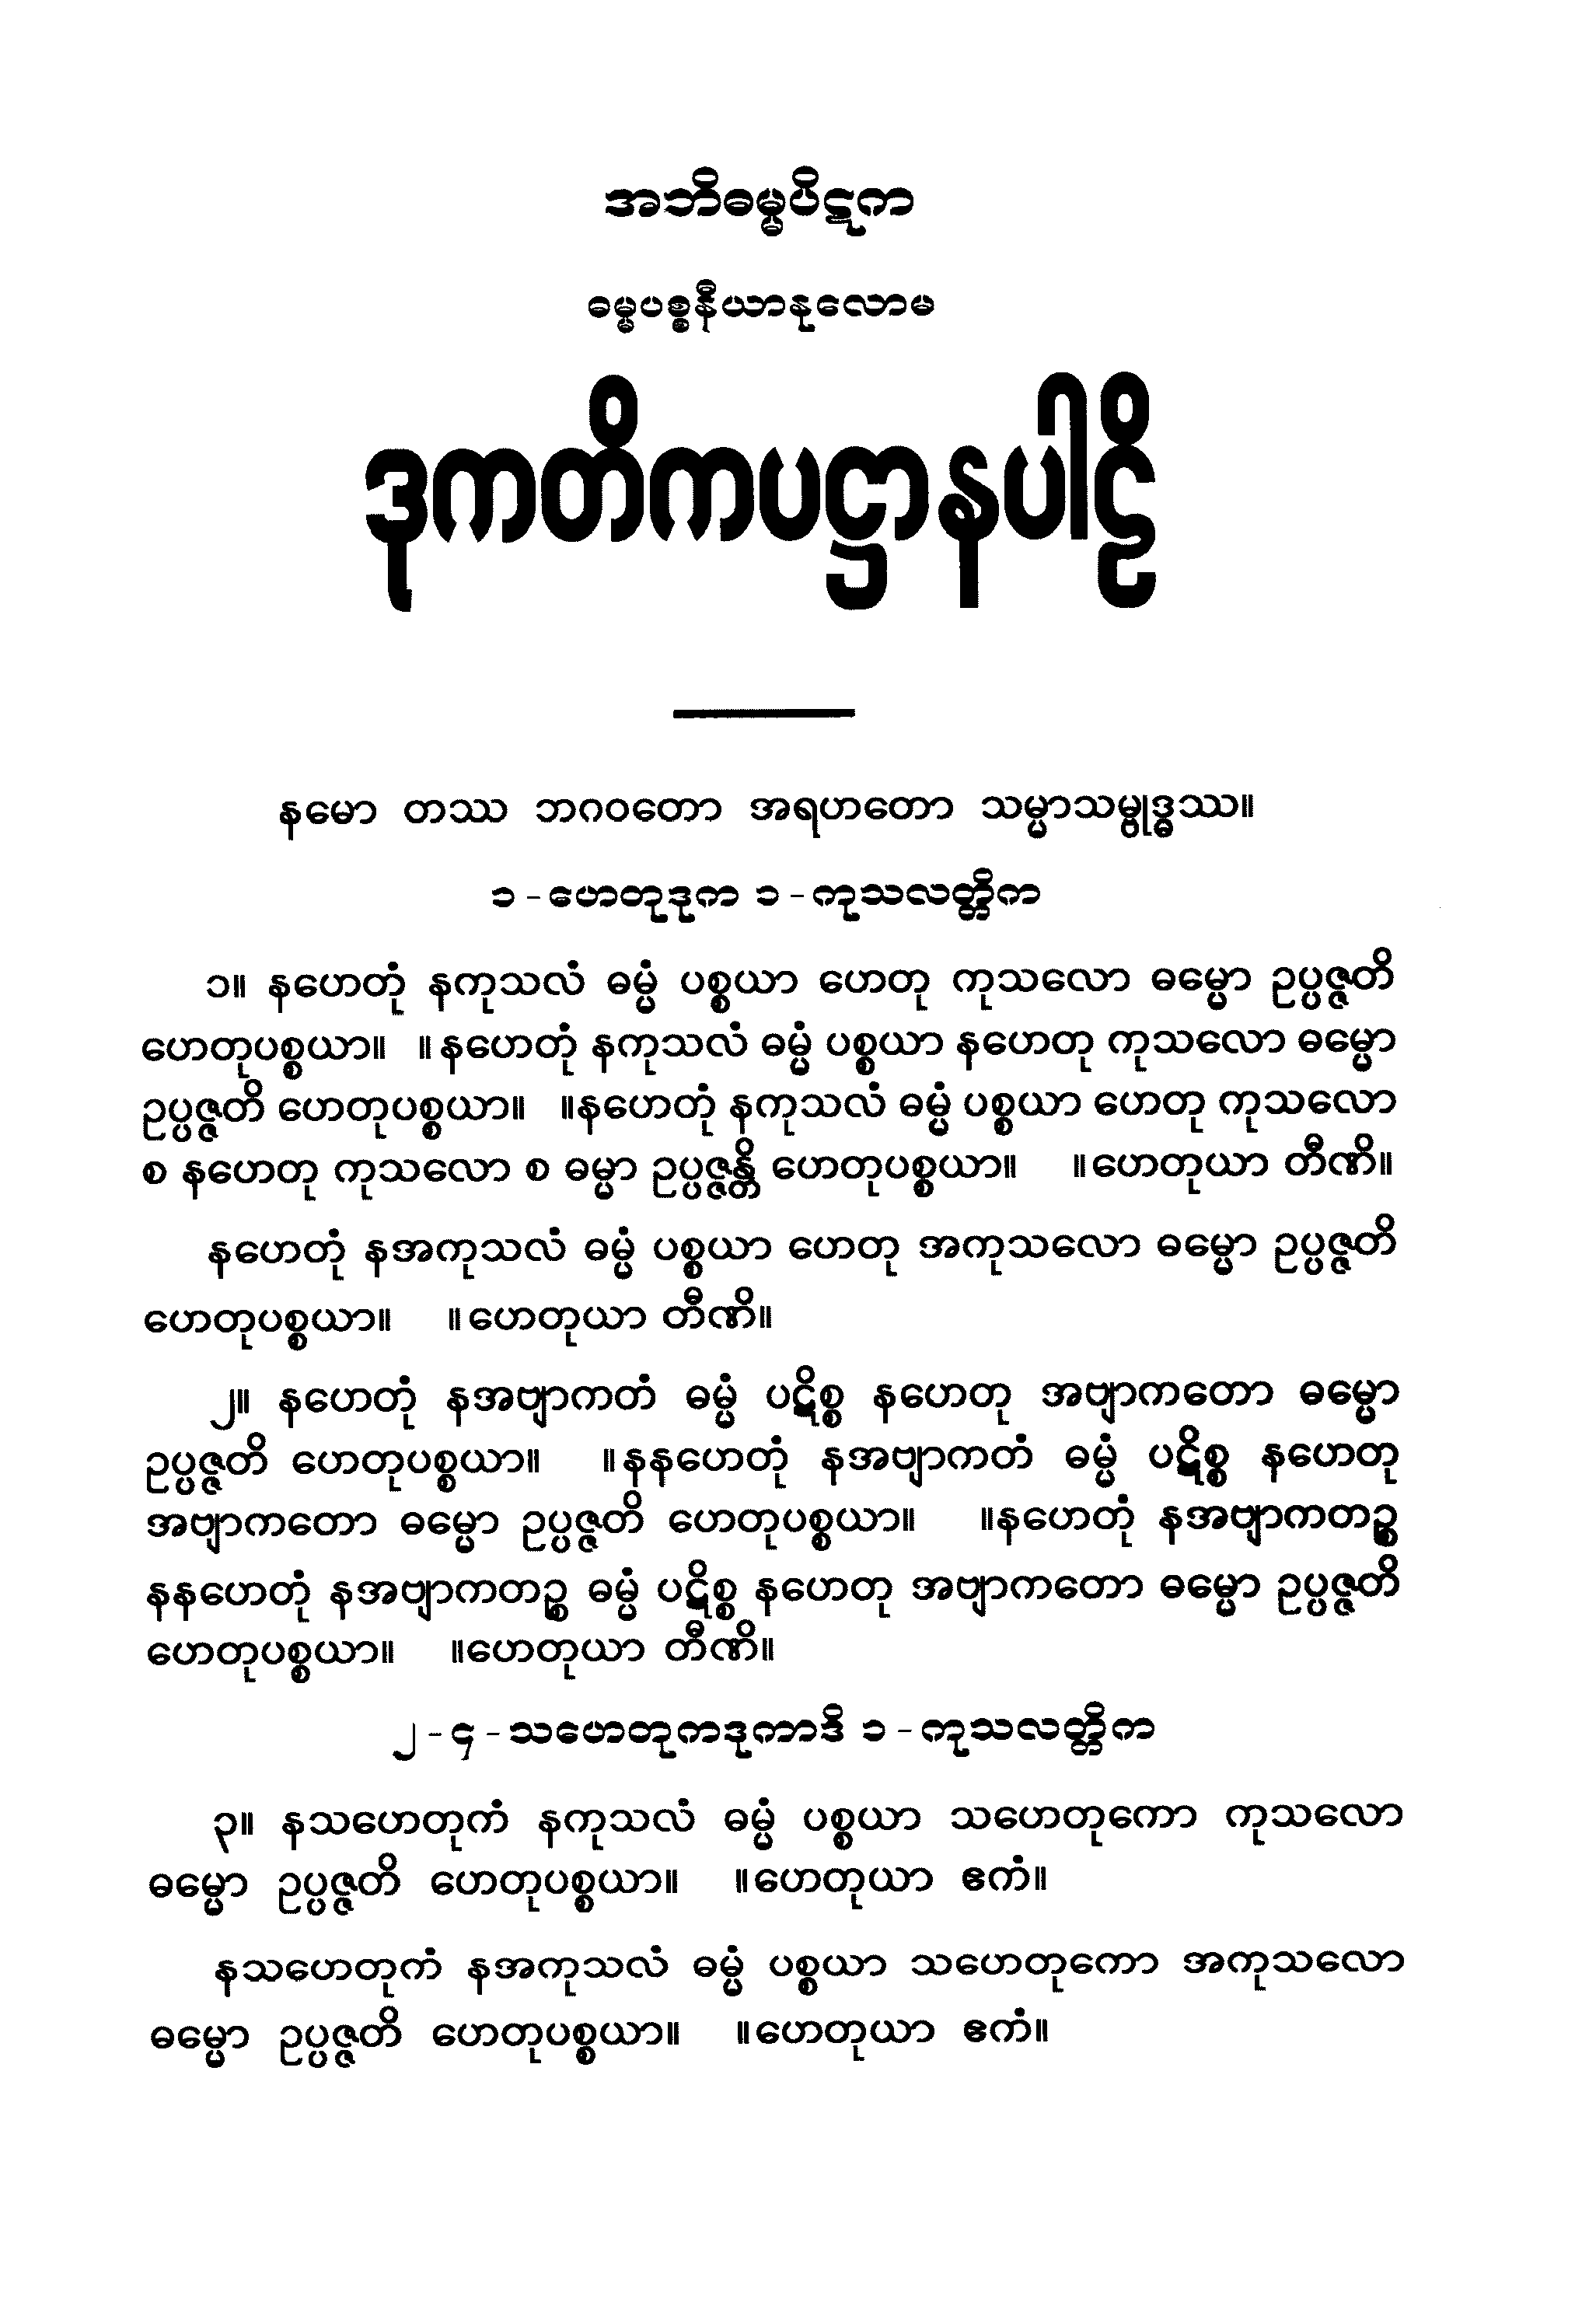 အဘိဓမ္မပိဋက
ဓမ္မပစ္စနီယာနုလောမ
ဒုကတိကပဋ္ဌာနပါဠိ
နမော တဿ ဘဂဝတော အရဟတော သမ္မာသမ္ဗုဒ္ဓဿ။
၁ - ဟေတုဒုက ၁ - ကုသလတ္တိက
၁။ နဟေတုံ နကုသလံ ဓမ္မံ ပစ္စယာ ဟေတု ကုသလော ဓမ္မော ဥပ္ပဇ္ဇတိ
ဟေတုပစ္စယာ။ ။နဟေတုံ နကုသလံ ဓမ္မံ ပစ္စယာ နဟေတု ကုသလော ဓမ္မော
ဥပ္ပဇ္ဇတိ ဟေတုပစ္စယာ။ ။နဟေတုံ နကုသလံ ဓမ္မံ ပစ္စယာ ဟေတု ကုသလော
စ နဟေတု ကုသလော စ ဓမ္မာ ဥပ္ပဇ္ဇန္တိ ဟေတုပစ္စယာ။ ။ဟေတုယာ တီဏိ။
နဟေတုံ နအကုသလံ ဓမ္မံ ပစ္စယာ ဟေတု အကုသလော ဓမ္မော ဥပ္ပဇ္ဇတိ
ဟေတုပစ္စယာ။ ။ဟေတုယာ တီဏိ။
၂။ နဟေတုံ နအဗျာကတံ ဓမ္မံ ပဋိစ္စ နဟေတု အဗျာကတော ဓမ္မော
ဥပ္ပဇ္ဇတိ ဟေတုပစ္စယာ။ ။နနဟေတုံ နအဗျာကတံ ဓမ္မံ ပဋိစ္စ နဟေတု
အဗျာကတော ဓမ္မော ဥပ္ပဇ္ဇတိ ဟေတုပစ္စယာ။ ။နဟေတုံ နအဗျာကတဉ္စ
နနဟေတုံ နအဗျာကတဉ္စ ဓမ္မံ ပဋိစ္စ နဟေတု အဗျာကတော ဓမ္မော ဥပ္ပဇ္ဇတိ
ဟေတုပစ္စယာ။ ။ဟေတုယာ တီဏိ။
၂ - ၄ - သဟေတုကဒုကာဒိ ၁ - ကုသလတ္တိက
၃။ နသဟေတုကံ နကုသလံ ဓမ္မံ ပစ္စယာ သဟေတုကော ကုသလော
ဓမ္မော ဥပ္ပဇ္ဇတိ ဟေတုပစ္စယာ။ ။ဟေတုယာ ဧကံ။
နသဟေတုကံ နအကုသလံ ဓမ္မံ ပစ္စယာ သဟေတုကော အကုသလော
ဓမ္မော ဥပ္ပဇ္ဇတိ ဟေတုပစ္စယာ။ ။ဟေတုယာ ဧကံ။